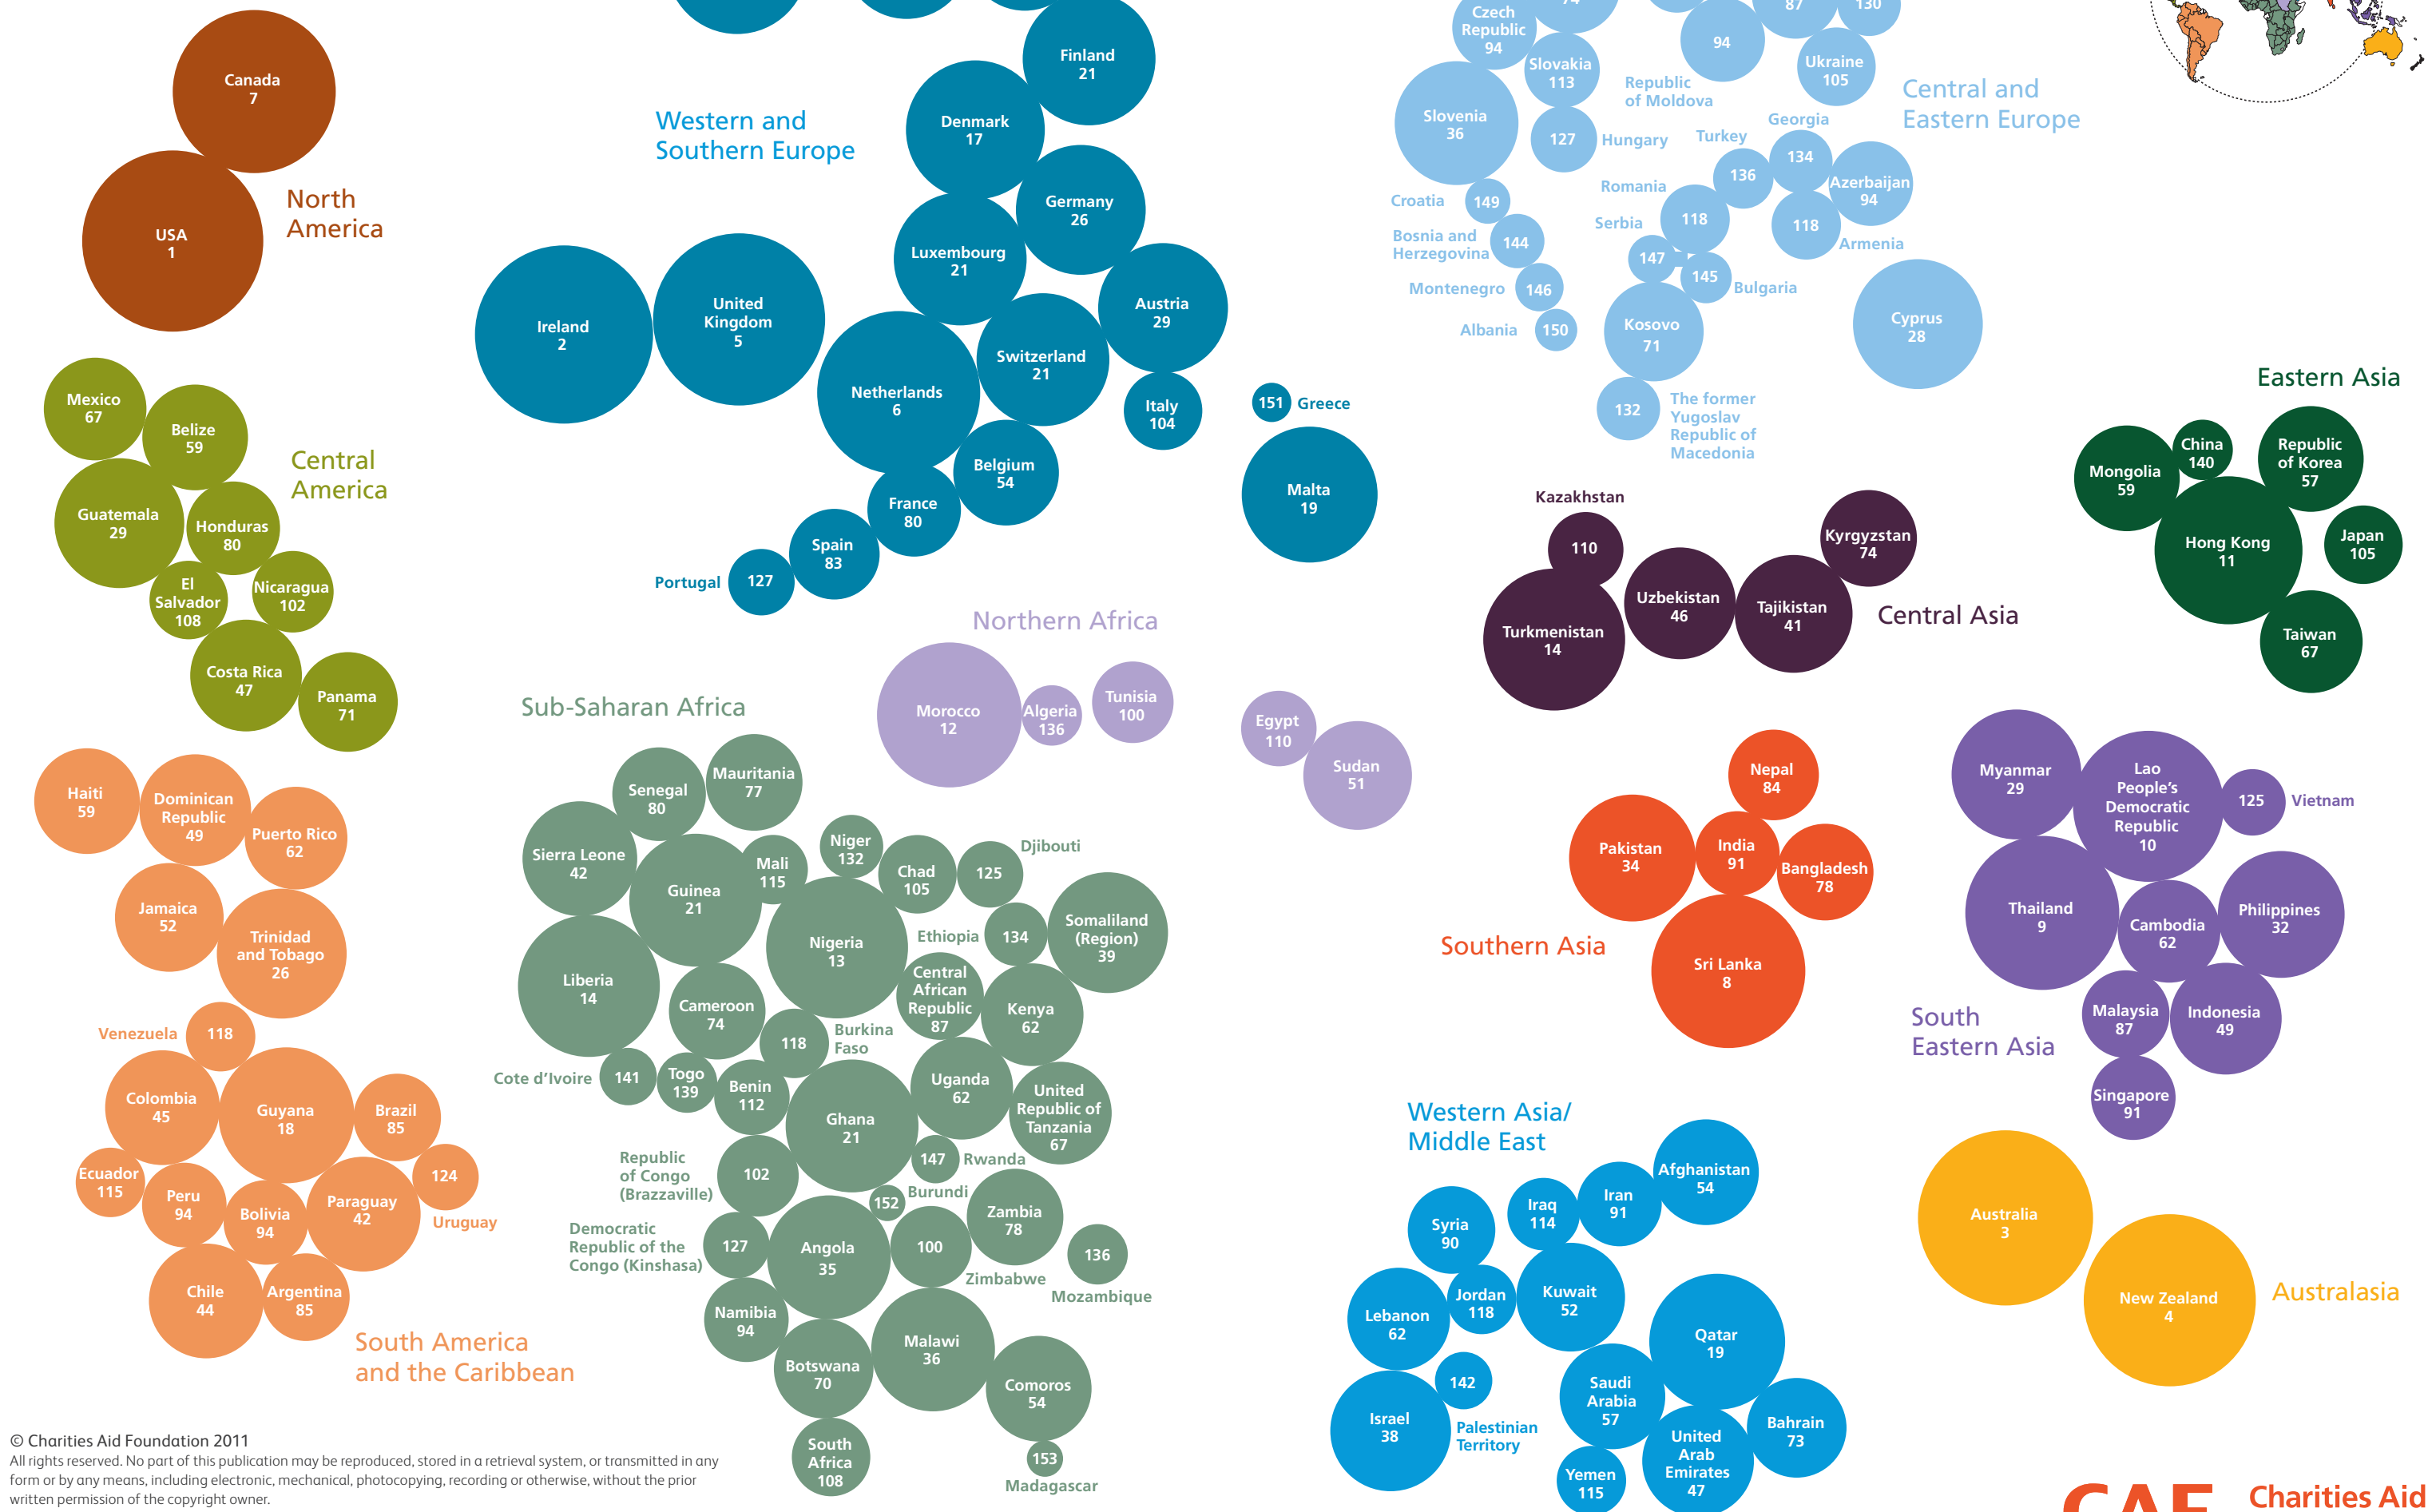 Canada
7
USA
1
North
America
Mexico
67
Belize
59
Guatemala
29
Honduras
80
El
Salvador
108
Nicaragua
102
Costa Rica
47
Panama
71
Central
America
Haiti
59
Dominican
Republic
49
Puerto Rico
62
Jamaica
52
Trinidad
and Tobago
26
Venezuela
118
Colombia
45
Guyana
18
Brazil
85
Ecuador
115
Peru
94
Bolivia
94
Paraguay
42
124
Uruguay
Chile
44
Argentina
85
South America
and the Caribbean
Western and
Southern Europe
Finland
21
Denmark
17
Germany
26
Luxembourg
21
Ireland
2
United
Kingdom
5
Austria
29
Switzerland
21
Netherlands
6
Italy
104
Belgium
54
France
80
Spain
83
Portugal
127
151
Greece
Malta
19
Northern Africa
Morocco
12
Algeria
136
Tunisia
100
Egypt
110
Sudan
51
Sub-Saharan Africa
Senegal
80
Mauritania
77
Sierra Leone
42
Guinea
21
Mali
115
Niger
132
Chad
105
Djibouti
125
Liberia
14
Nigeria
13
Ethiopia
134
Somaliland
(Region)
39
Cameroon
74
Central
African
Republic
87
Kenya
62
118
Burkina
Faso
Cote d’Ivoire
141
Togo
139
Benin
112
Ghana
21
Uganda
62
United
Republic of
Tanzania
67
Republic
of Congo
(Brazzaville)
102
147
Rwanda
152
Burundi
Democratic
Republic of the
Congo (Kinshasa)
127
Angola
35
100
Zimbabwe
Zambia
78
136
Mozambique
Namibia
94
Botswana
70
Malawi
36
Comoros
54
South
Africa
108
153
Madagascar
Czech
Republic
94
74
94
87
130
Slovakia
113
Republic
of Moldova
Ukraine
105
Central and
Eastern Europe
Slovenia
36
127
Hungary
Turkey
136
Georgia
134
Azerbaijan
94
Croatia
149
Romania
118
118
Armenia
Bosnia and
Herzegovina
144
Serbia
147
145
Bulgaria
Montenegro
146
Albania
150
Kosovo
71
Cyprus
28
132
The former
Yugoslav
Republic of
Macedonia
Kazakhstan
110
Kyrgyzstan
74
Turkmenistan
14
Uzbekistan
46
Tajikistan
41
Central Asia
Eastern Asia
Mongolia
59
China
140
Republic
of Korea
57
Hong Kong
11
Japan
105
Taiwan
67
Nepal
84
Pakistan
34
India
91
Bangladesh
78
Sri Lanka
8
Southern Asia
Myanmar
29
Lao
People’s
Democratic
Republic
10
125
Vietnam
Thailand
9
Cambodia
62
Philippines
32
Malaysia
87
Indonesia
49
Singapore
91
South
Eastern Asia
Western Asia/
Middle East
Afghanistan
54
Syria
90
Iraq
114
Iran
91
Lebanon
62
Jordan
118
Kuwait
52
Qatar
19
Israel
38
142
Palestinian
Territory
Saudi
Arabia
57
Bahrain
73
United
Arab
Emirates
47
Yemen
115
Australia
3
New Zealand
4
Australasia
© Charities Aid Foundation 2011
All rights reserved. No part of this publication may be reproduced, stored in a retrieval system, or transmitted in any
form or by any means, including electronic, mechanical, photocopying, recording or otherwise, without the prior
written permission of the copyright owner.
CAF
Charities Aid